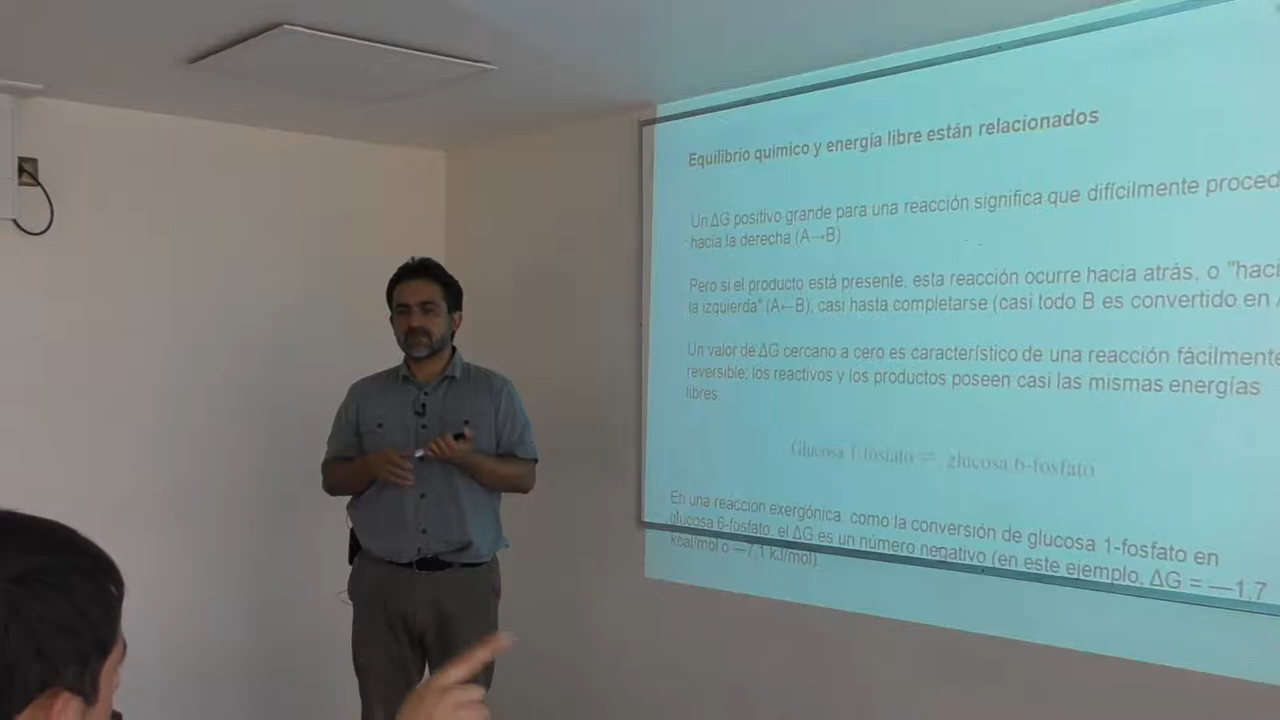 Equilibrio químico y energía libre están relacionados
Un ΔG positivo grande para una reacción significa que difícilmente proced
hacia la derecha (A→B)
Pero si el producto está presente, esta reacción ocurre hacia atrás, o "haci
la izquierda" (A←B), casi hasta completarse (casi todo B es convertido en A
Un valor de ΔG cercano a cero es característico de una reacción fácilmente
reversible; los reactivos y los productos poseen casi las mismas energías
libres.
Glucosa 1-fosfato ⇌ glucosa 6-fosfato
En una reacción exergónica, como la conversión de glucosa 1-fosfato en
glucosa 6-fosfato, el ΔG es un número negativo (en este ejemplo, ΔG = —1,7
kcal/mol o —7,1 kJ/mol)